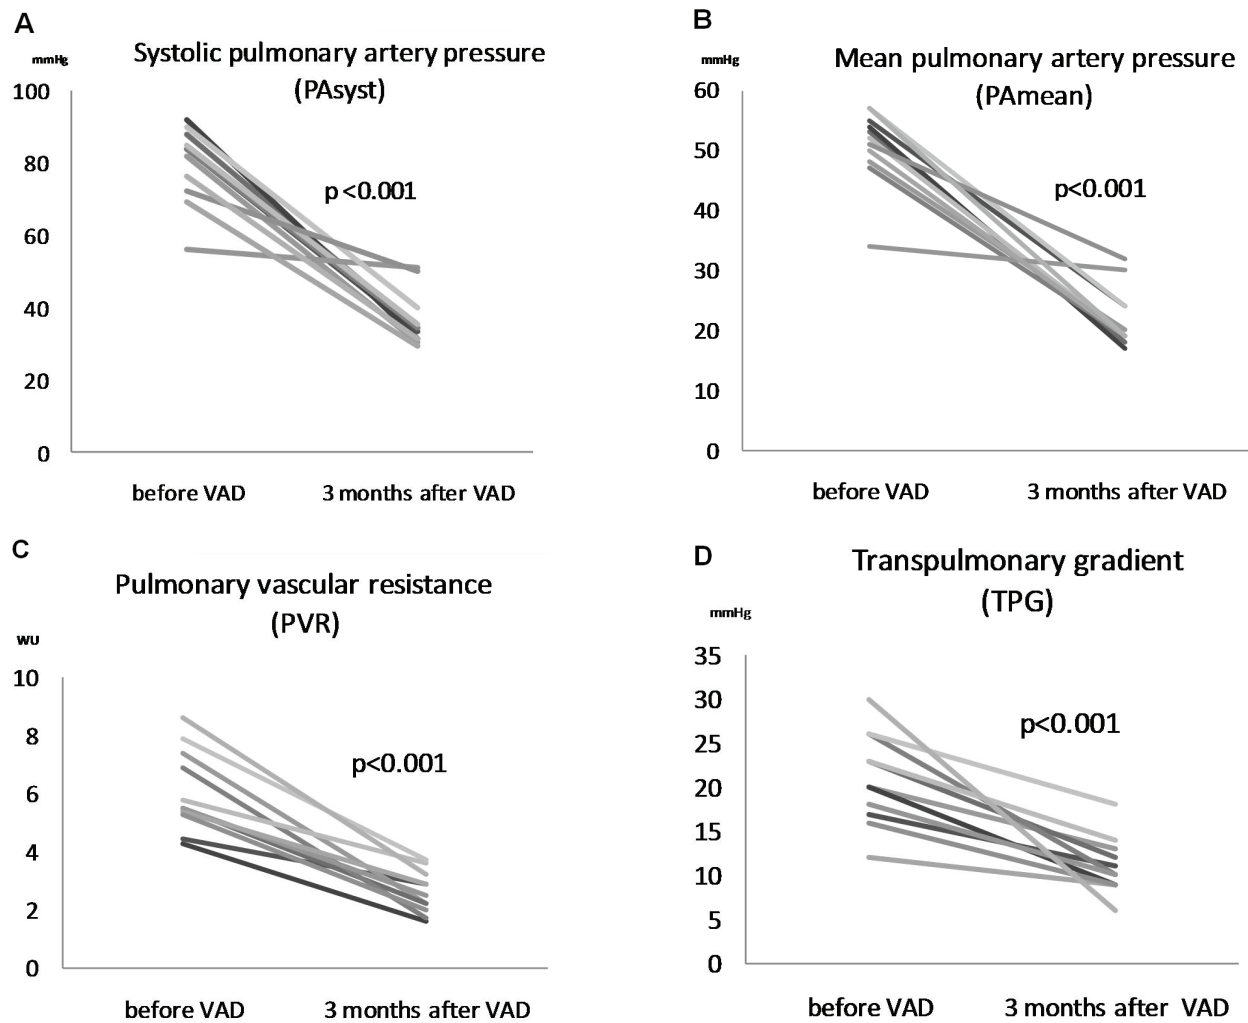 A
Systolic pulmonary artery pressure
(PAsyst)
mmHg
100
80
60
40
20
0
p <0.001
before VAD
3 months after VAD
B
Mean pulmonary artery pressure
(PAmean)
mmHg
60
50
40
30
20
10
0
p<0.001
before VAD
3 months after VAD
C
Pulmonary vascular resistance
(PVR)
WU
10
8
6
4
2
0
p<0.001
before VAD
3 months after VAD
D
Transpulmonary gradient
(TPG)
mmHg
35
30
25
20
15
10
5
0
p<0.001
before VAD
3 months after VAD